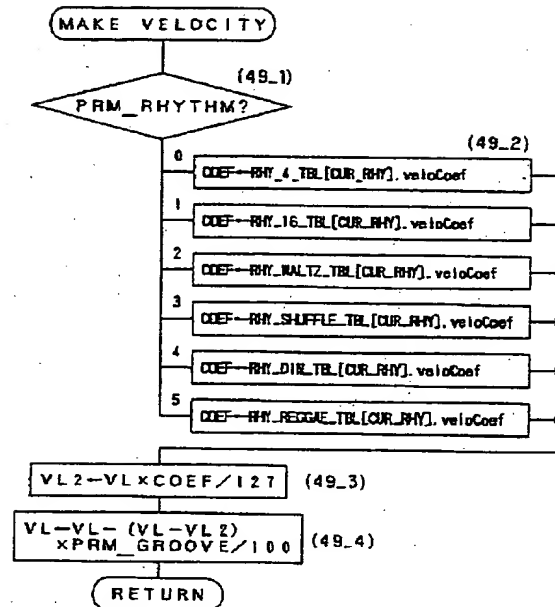 MAKE VELOCITY
(49_1)
PRM_RHYTHM?
(49_2)
0
COEF←RHY_4_TBL[CUR_RHY].veloCoef
1
COEF←RHY_16_TBL[CUR_RHY].veloCoef
2
COEF←RHY_WALTZ_TBL[CUR_RHY].veloCoef
3
COEF←RHY_SHUFFLE_TBL[CUR_RHY].veloCoef
4
COEF←RHY_DIN_TBL[CUR_RHY].veloCoef
5
COEF←RHY_REGGAE_TBL[CUR_RHY].veloCoef
VL2←VL×COEF/127
(49_3)
VL←VL-(VL-VL2)
×PRM_GROOVE/100
(49_4)
RETURN